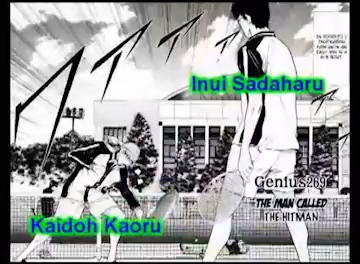 Inui Sadaharu
Genius269
THE MAN CALLED
THE HITMAN
Kaidoh Kaoru